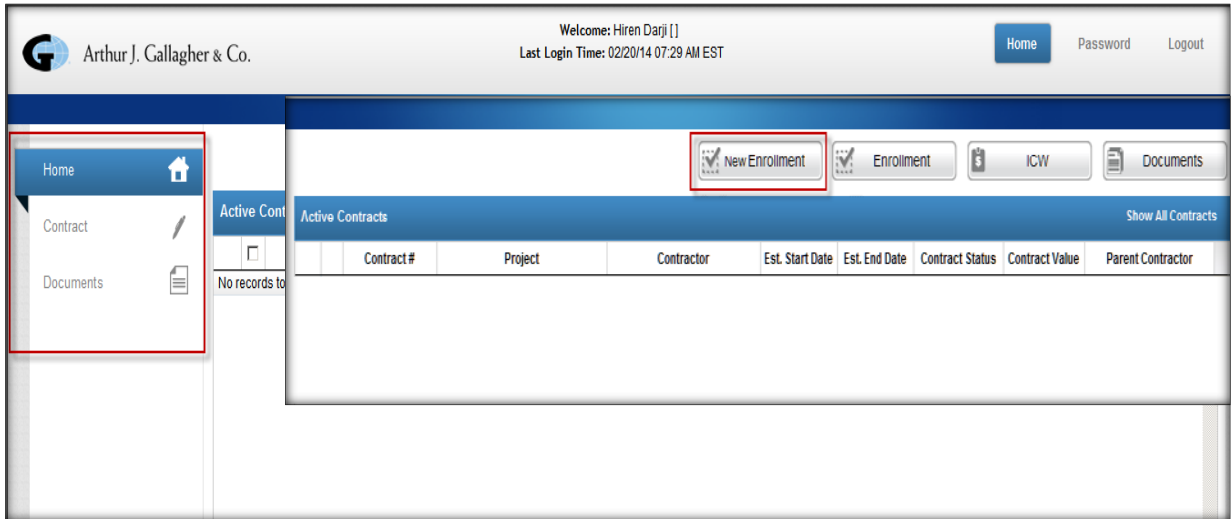 Welcome: Hiren Darji [ ]
Arthur J. Gallagher & Co.
Last Login Time: 02/20/14 07:29 AM EST
Home Password Logout
New Enrollment Enrollment ICW Documents
Home
Contract
Documents
Active Cont
No records to
Active Contracts Show All Contracts
Contract # Project Contractor Est. Start Date Est. End Date Contract Status Contract Value Parent Contractor